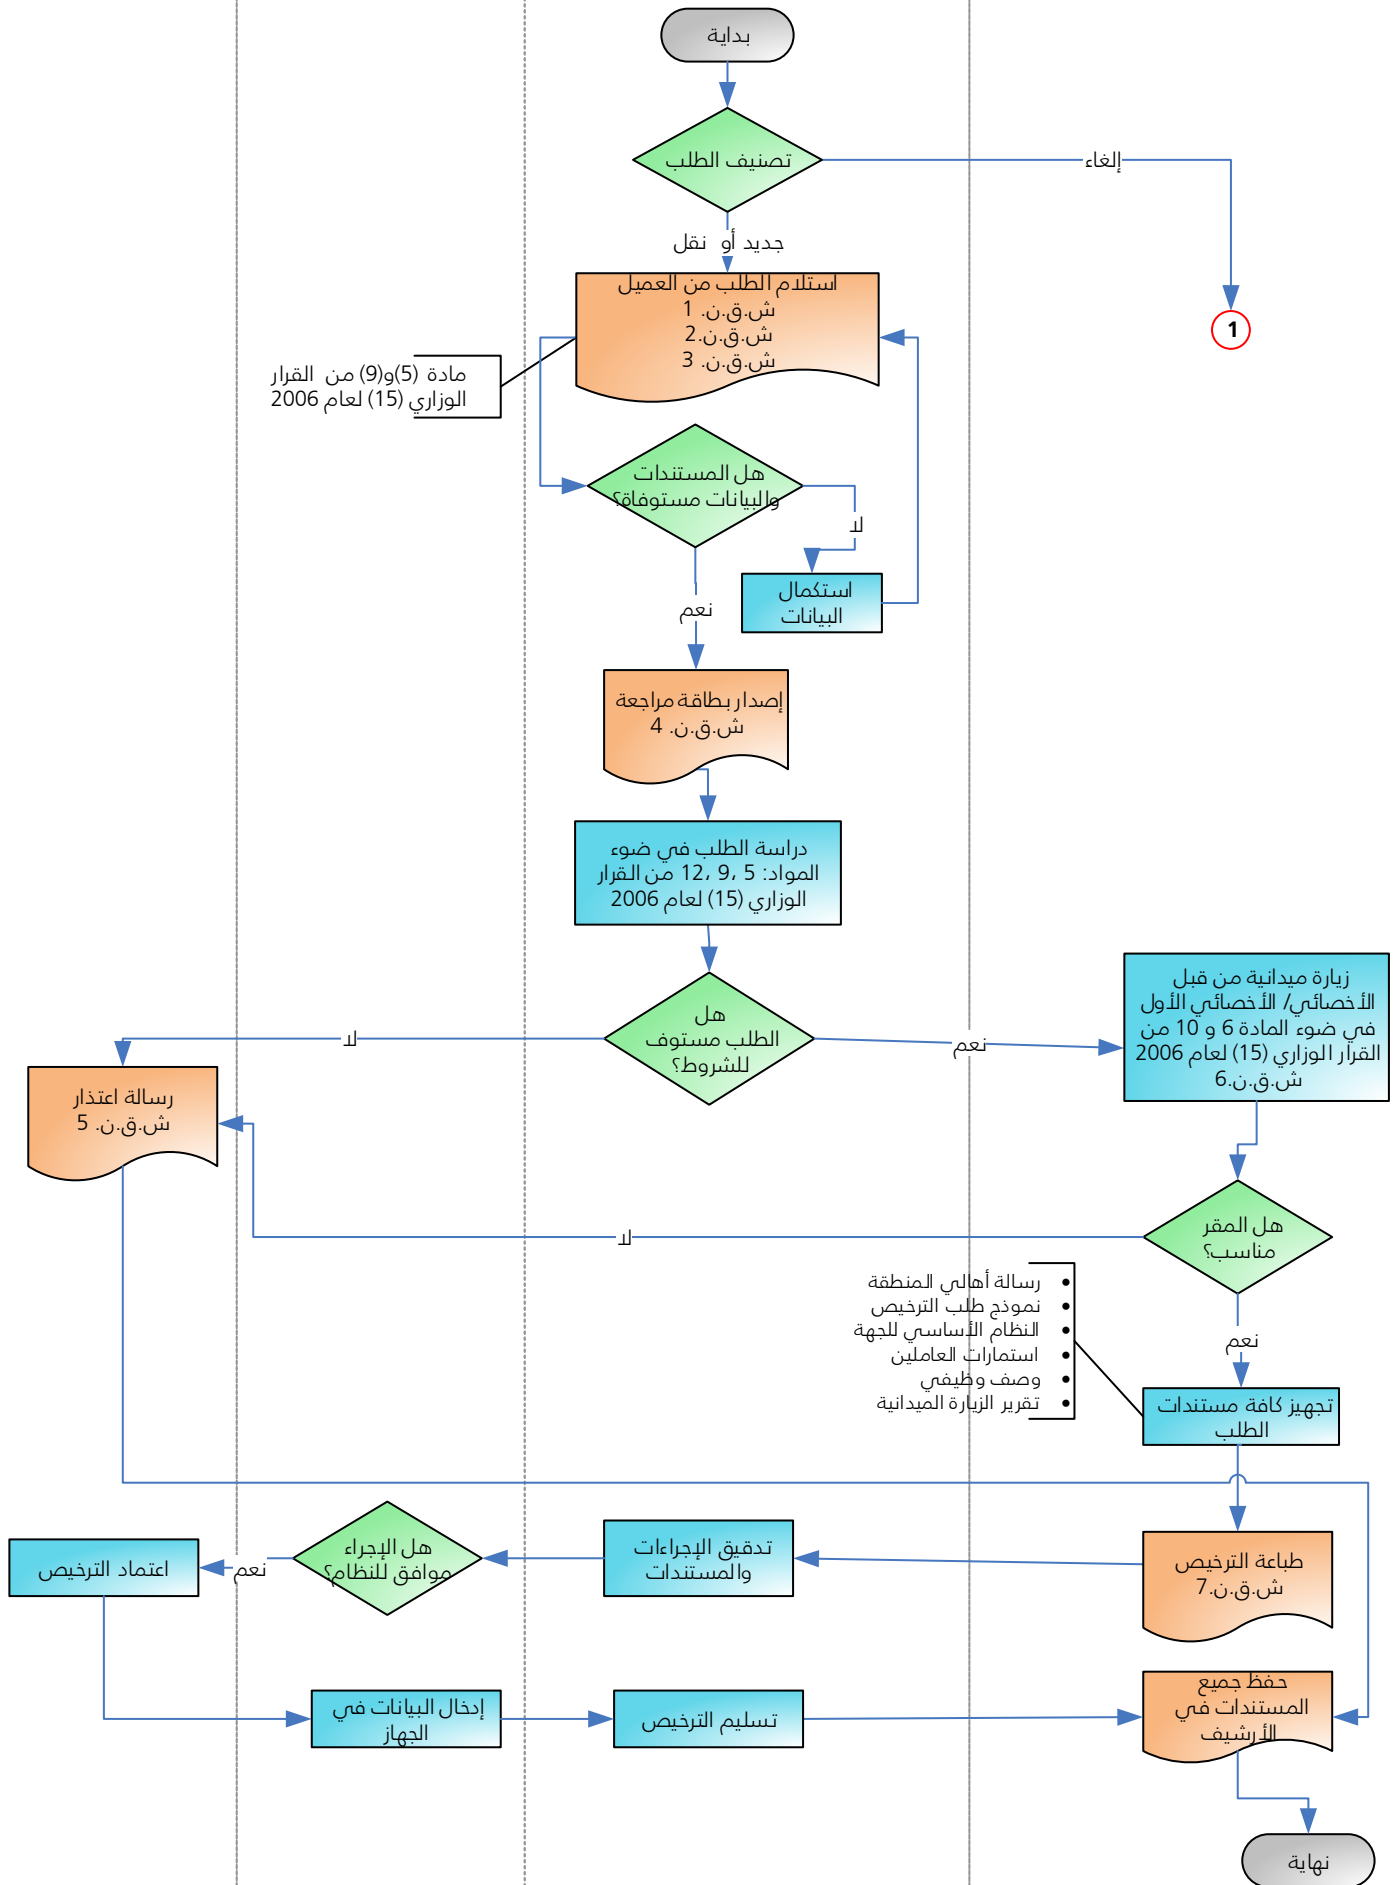 بداية
تصنيف الطلب
إلغاء
1
جديد أو نقل
استلام الطلب من العميل
ش.ق.ن. 1
ش.ق.ن.2
ش.ق.ن. 3
مادة (5)و(9) من القرار
الوزاري (15) لعام 2006
هل المستندات
والبيانات مستوفاة؟
لا
استكمال
البيانات
نعم
إصدار بطاقة مراجعة
ش.ق.ن. 4
دراسة الطلب في ضوء
المواد: 5 ،9 ،12 من القرار
الوزاري (15) لعام 2006
هل
الطلب مستوف
للشروط؟
نعم
لا
زيارة ميدانية من قبل
الأخصائي/ الأخصائي الأول
في ضوء المادة 6 و 10 من
القرار الوزاري (15) لعام 2006
ش.ق.ن.6
رسالة اعتذار
ش.ق.ن. 5
هل المقر
مناسب؟
لا
نعم
• رسالة أهالي المنطقة
• نموذج طلب الترخيص
• النظام الأساسي للجهة
• استمارات العاملين
• وصف وظيفي
• تقرير الزيارة الميدانية
تجهيز كافة مستندات
الطلب
طباعة الترخيص
ش.ق.ن.7
تدقيق الإجراءات
والمستندات
هل الإجراء
موافق للنظام؟
نعم
اعتماد الترخيص
إدخال البيانات في
الجهاز
تسليم الترخيص
حفظ جميع
المستندات في
الأرشيف
نهاية